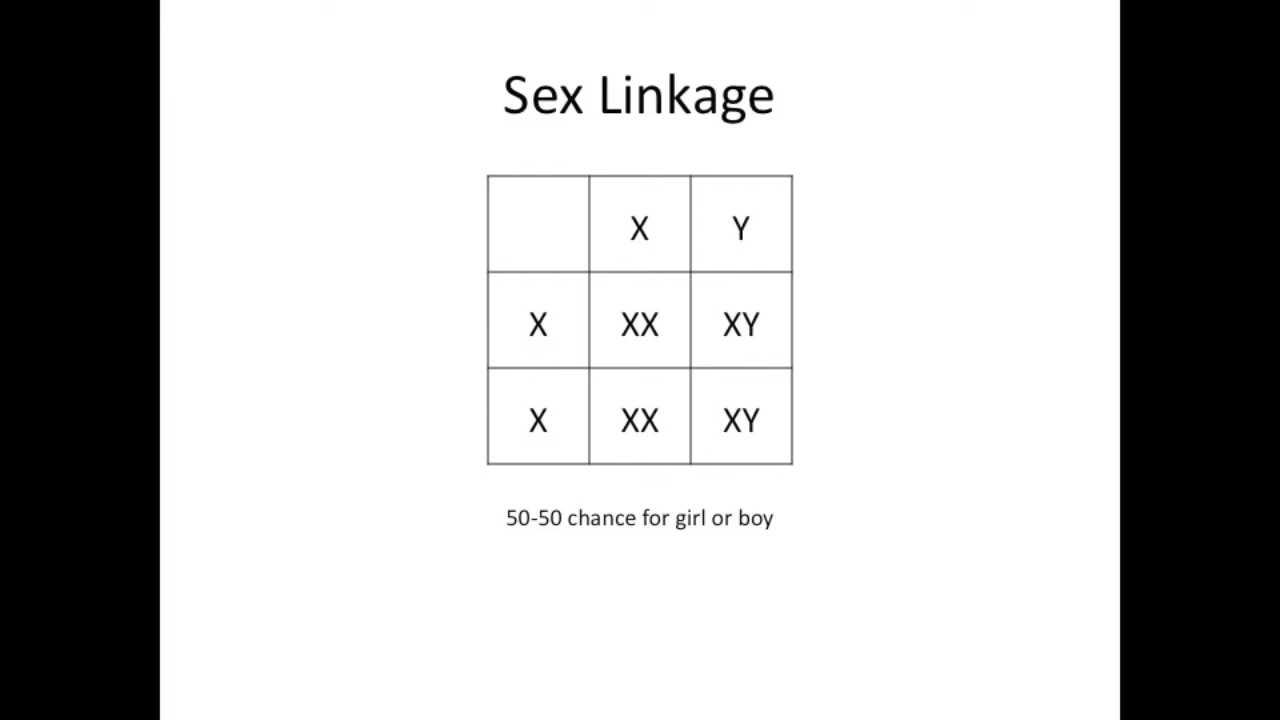 Sex Linkage
X Y
X XX XY
X XX XY
50-50 chance for girl or boy